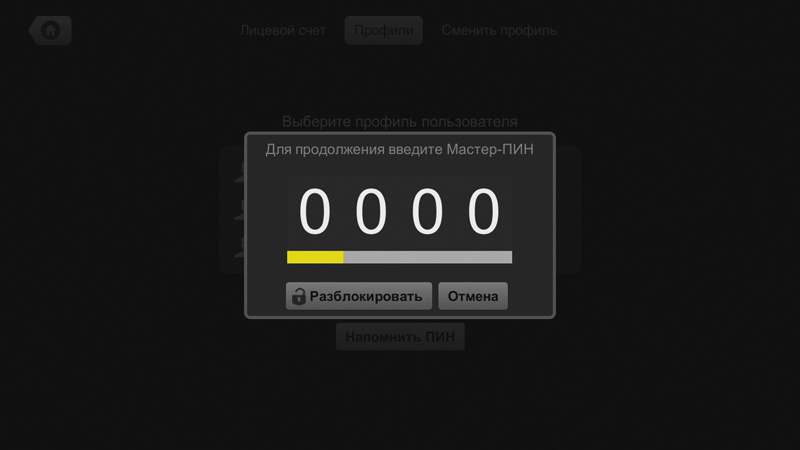 Лицевой счет Профили Сменить профиль
Выберите профиль пользователя
Для продолжения введите Мастер-ПИН
0 0 0 0
Разблокировать Отмена
Напомнить ПИН